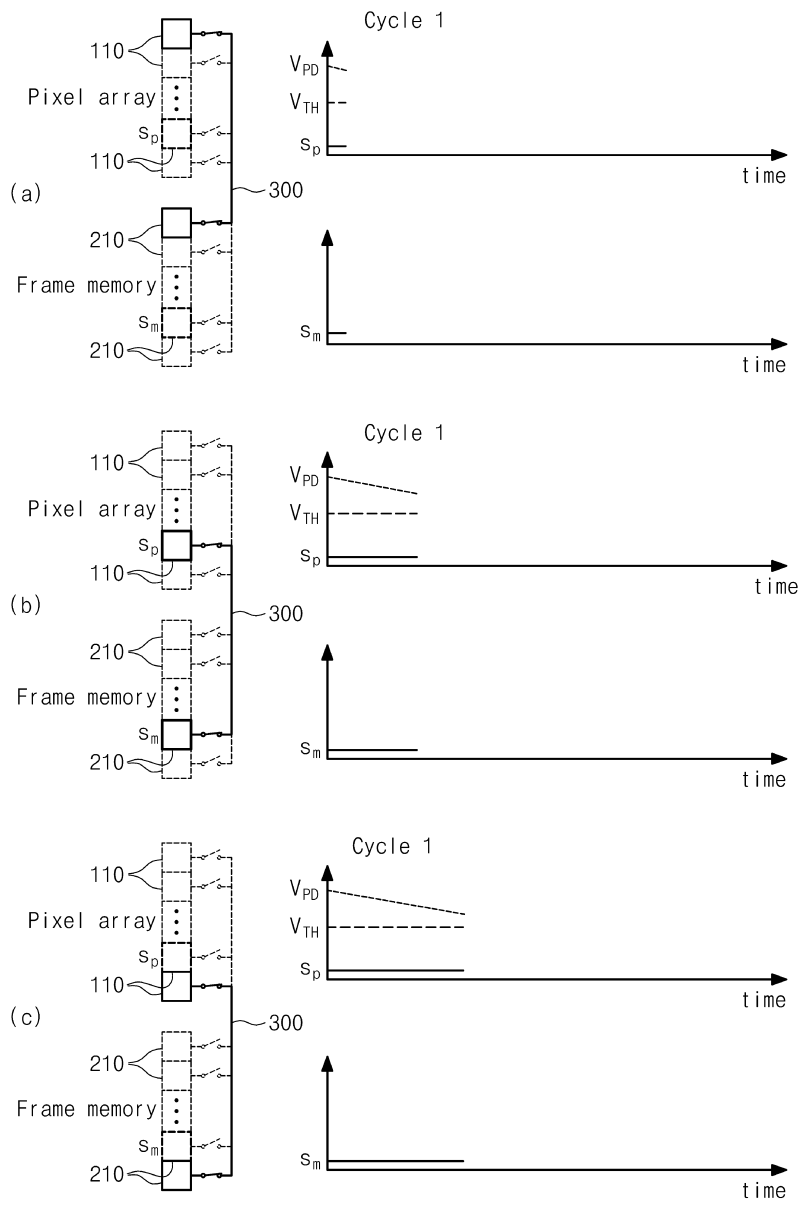 Cycle 1
110
V_PD
Pixel array
V_TH
s_p
s_p
110
time
(a)
300
210
Frame memory
s_m
s_m
210
time
Cycle 1
110
V_PD
Pixel array
V_TH
s_p
s_p
110
time
(b)
300
210
Frame memory
s_m
s_m
210
time
Cycle 1
110
V_PD
Pixel array
V_TH
s_p
s_p
110
time
(c)
300
210
Frame memory
s_m
s_m
210
time